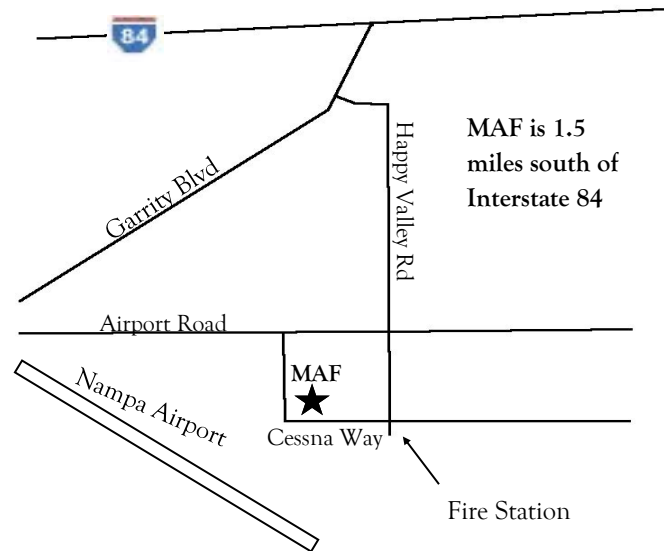 84
MAF is 1.5
miles south of
Interstate 84
Happy Valley Rd
Garrity Blvd
Airport Road
MAF
Nampa Airport
Cessna Way
Fire Station